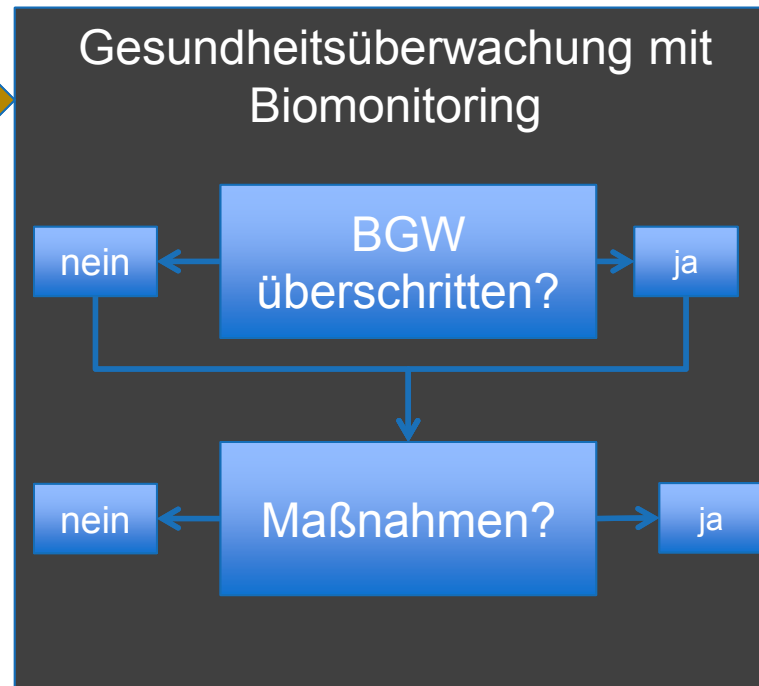 Gesundheitsüberwachung mit
Biomonitoring
nein
BGW
überschritten?
ja
nein
Maßnahmen?
ja